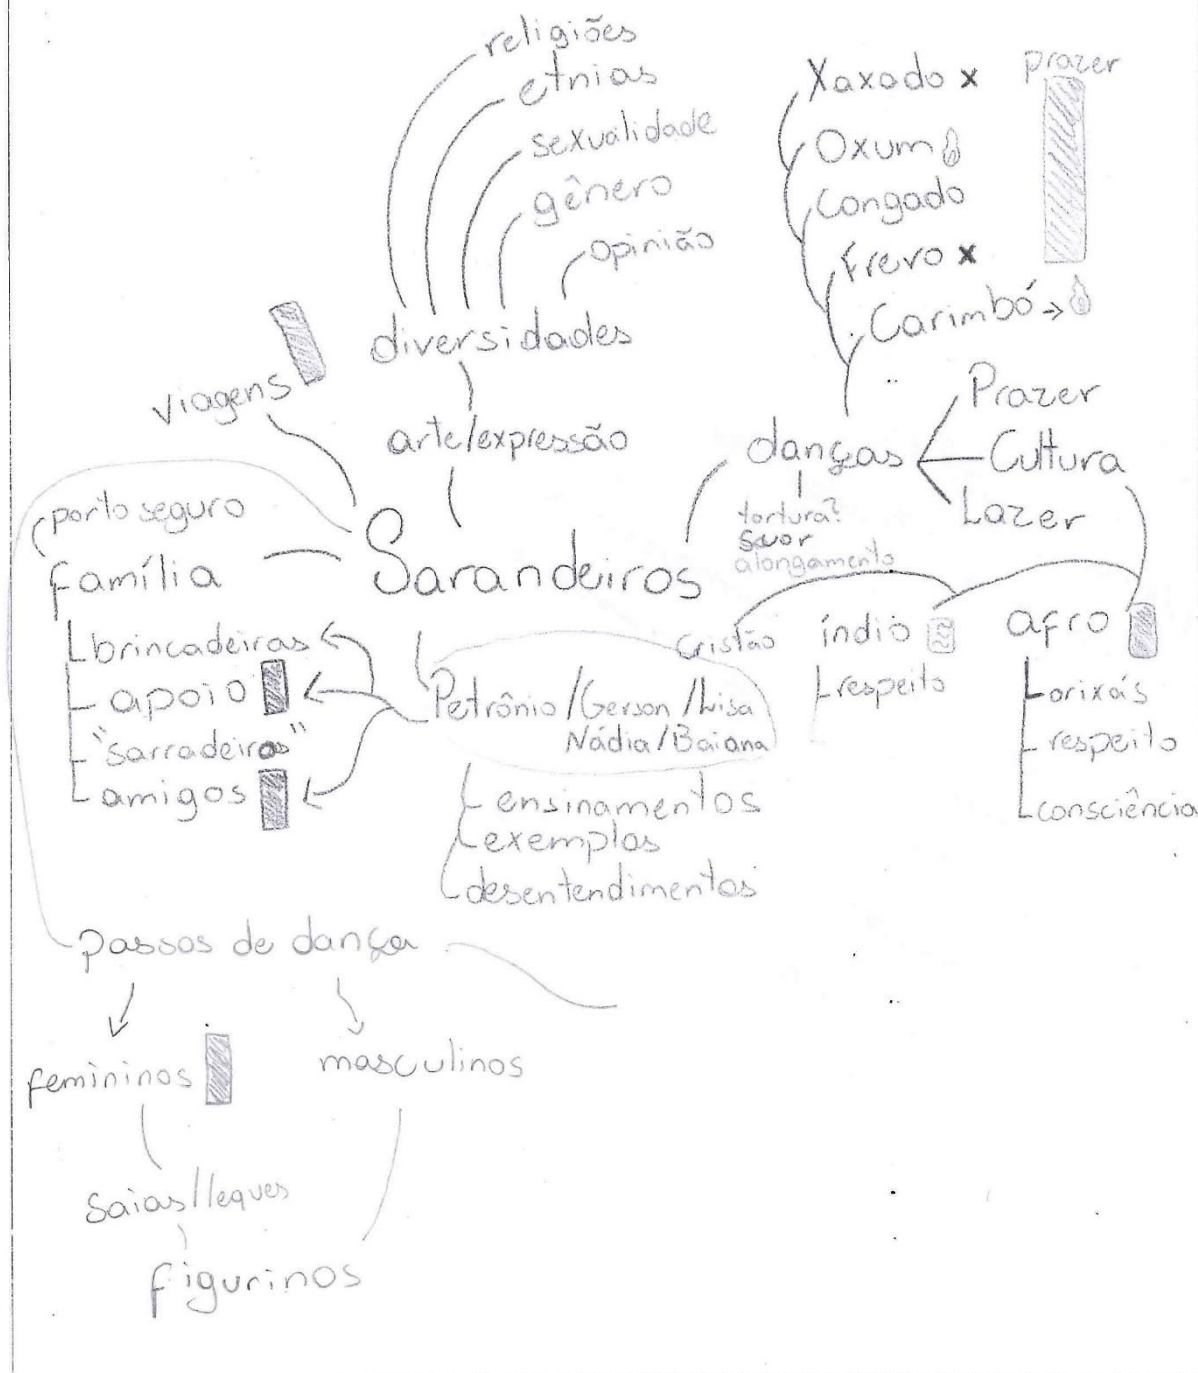 religiões
etnias
sexualidade
gênero
opinião
diversidades
arte/expressão
viagens
Xaxado x
Oxum
Congado
frevo x
Carimbó →
prazer
danças
Prazer
Cultura
Lazer
tortura?
suor
alongamento
Sarandeiros
porto seguro
família
brincadeiras
apoio
"sarradeiros"
amigos
Petrônio/Gerson/Lisa
Nádia/Baiana
ensinamentos
exemplos
desentendimentos
cristão
índio
respeito
afro
orixás
respeito
consciência
passos de dança
femininos
masculinos
saias/leques
figurinos